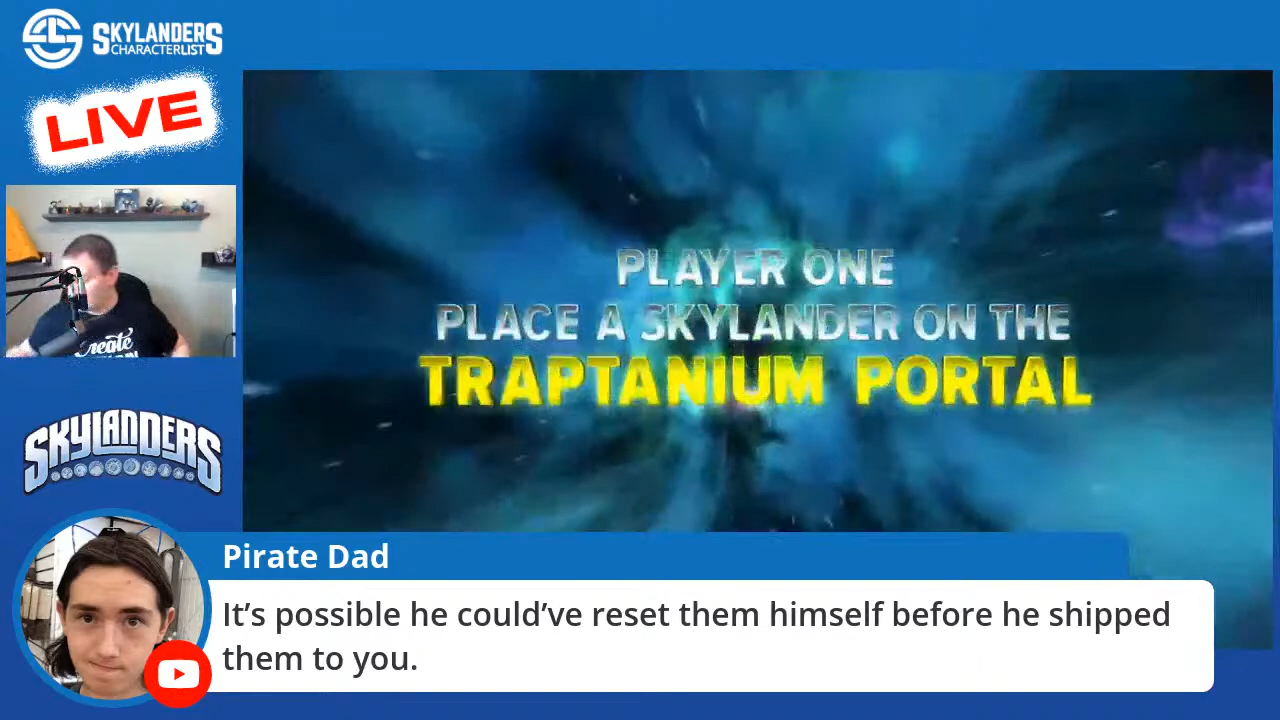 SKYLANDERS
CHARACTERLIST
LIVE
PLAYER ONE
PLACE A SKYLANDER ON THE
TRAPTANIUM PORTAL
Create
SKYLANDERS
Pirate Dad
It’s possible he could’ve reset them himself before he shipped
them to you.